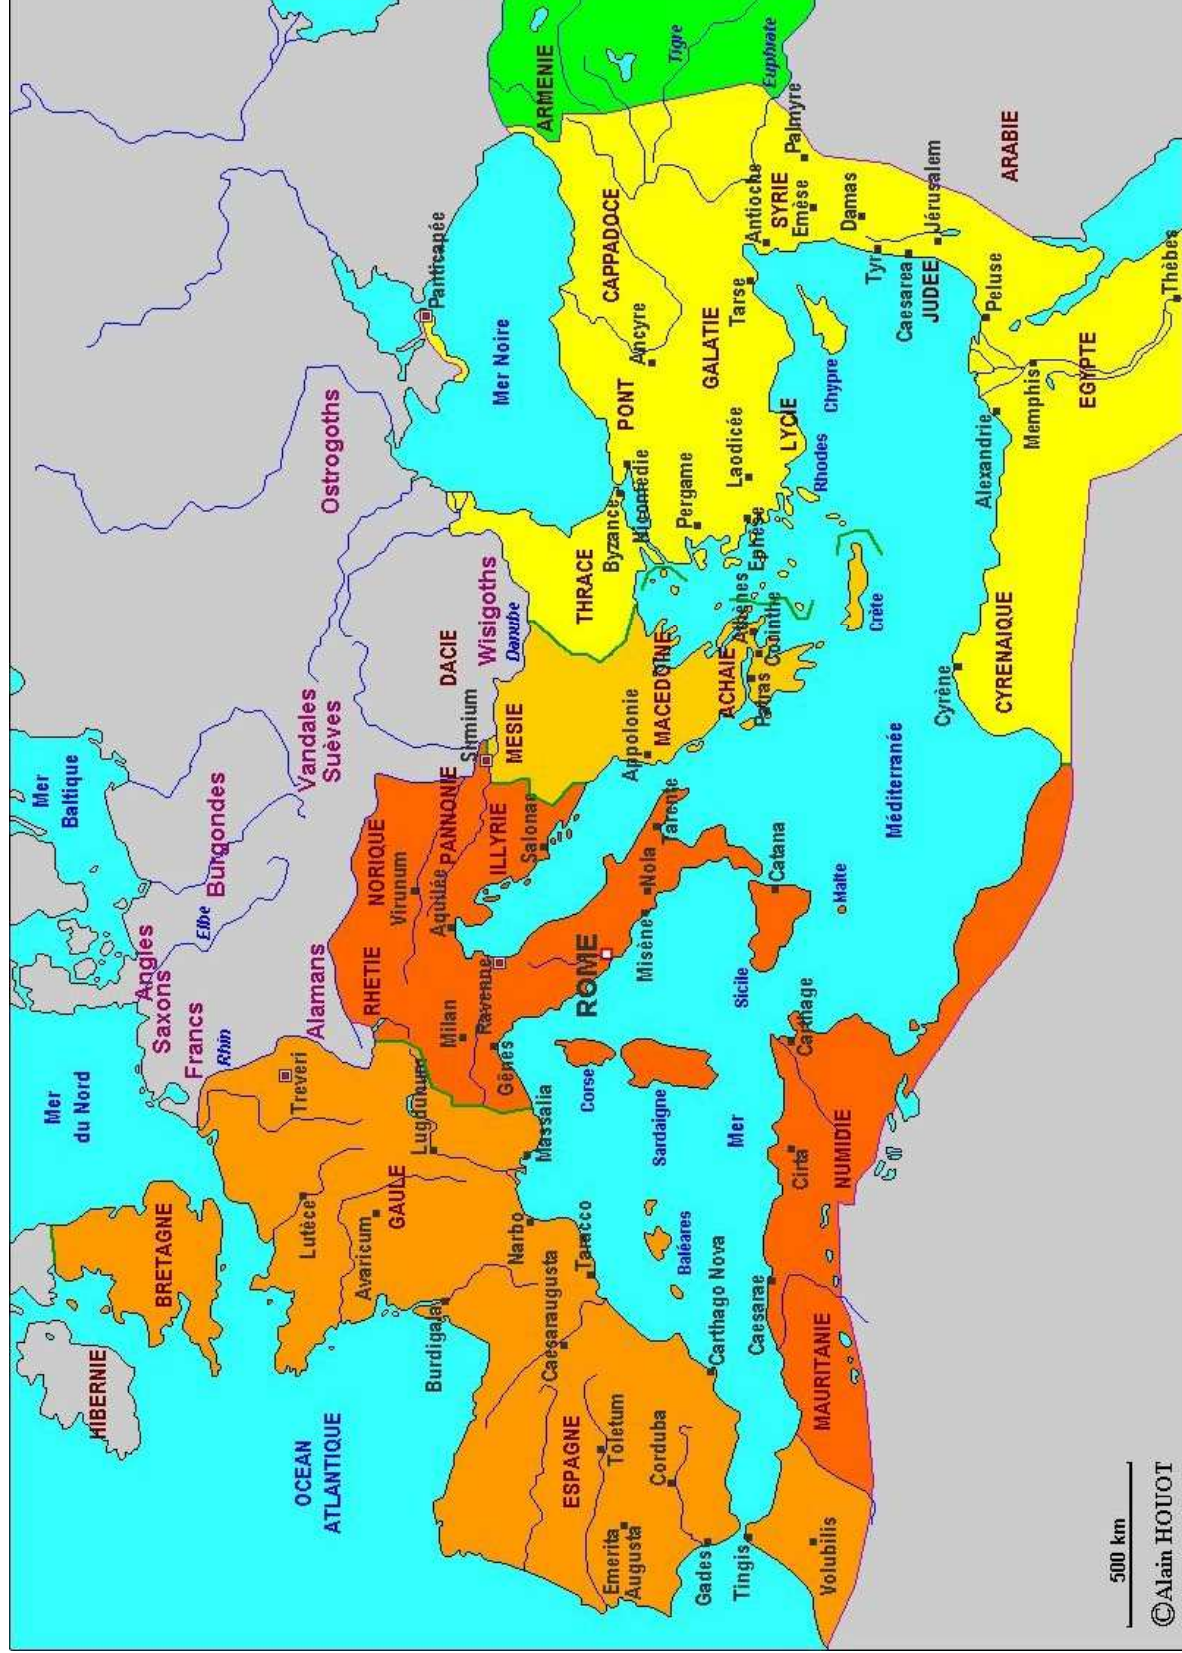 HIBERNIE
BRETAGNE
Mer
du Nord
Mer
Baltique
OCEAN
ATLANTIQUE
Angles
Saxons
Francs
Rhin
Elbe
Burgondes
Alamans
Vandales
Suèves
Ostrogoths
Wisigoths
DACIE
Danube
Panticapée
Mer Noire
Treveri
Lutèce
Avaricum
GAULE
Lugdunum
Burdigala
Narbo
Massalia
RHETIE
NORIQUE
Virunum
Aquilée
PANNONIE
Sirmium
Milan
Ravenne
Gênes
ILLYRIE
Salonae
MESIE
THRACE
Byzance
Nicomédie
PONT
Ancyre
CAPPADOCE
ARMENIE
Tigre
Euphrate
Caesaraugusta
Taracco
ESPAGNE
Toletum
Corduba
Emerita
Augusta
Gades
Tingis
Carthago Nova
Baléares
Corse
Sardaigne
ROME
Misène
Nola
Tarente
Appolonie
MACEDOINE
ACHAIE
Patras
Athènes
Coointhe
Pergame
Ephèse
Laodicée
GALATIE
LYCIE
Tarse
Antioche
SYRIE
Emèse
Palmyre
Damas
Tyr
Caesarea
JUDEE
Jérusalem
ARABIE
Rhodes
Chypre
Crète
Mer
Méditerranée
Sicile
Catana
Malte
Carthage
Cirta
NUMIDIE
Caesarae
MAURITANIE
Volubilis
Cyrène
CYRENAIQUE
Alexandrie
Peluse
Memphis
EGYPTE
Thèbes
500 km
©Alain HOUOT